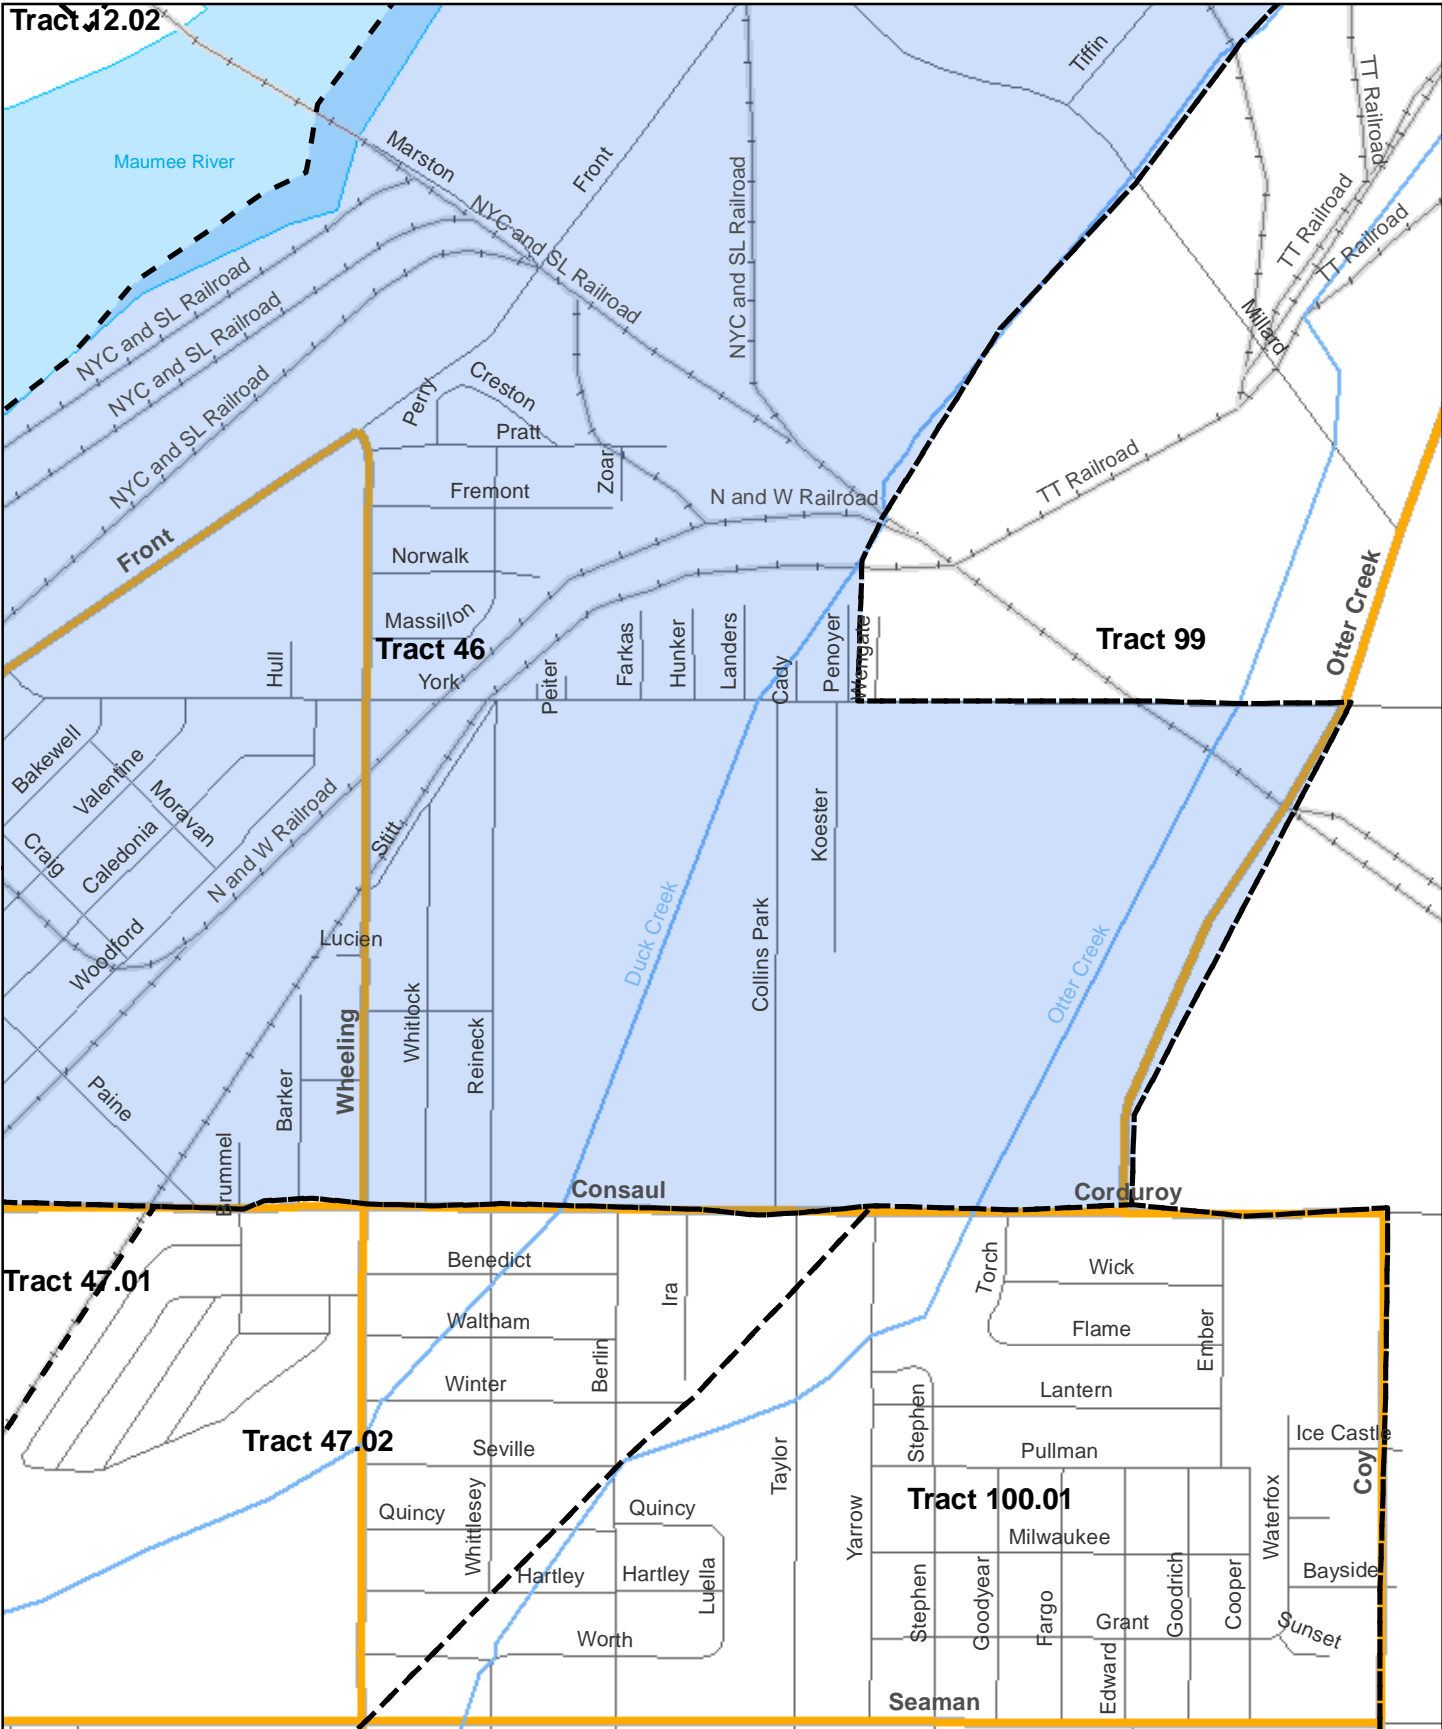 Tract 12.02
Tiffin
TT Railroad
Maumee River
Marston
Front
NYC and SL Railroad
NYC and SL Railroad
TT Railroad
TT Railroad
NYC and SL Railroad
NYC and SL Railroad
NYC and SL Railroad
Millard
Perry
Creston
Pratt
Zoar
Fremont
N and W Railroad
TT Railroad
Front
Norwalk
Massillon
Tract 46
Hull
York
Peiter
Farkas
Hunker
Landers
Cady
Penoyer
Wengate
Tract 99
Otter Creek
Bakewell
Valentine
Moravan
Craig
Caledonia
N and W Railroad
Stitt
Koester
Woodford
Lucien
Duck Creek
Collins Park
Otter Creek
Whitlock
Wheeling
Reineck
Barker
Paine
Brummel
Consaul
Corduroy
Tract 47.01
Benedict
Ira
Torch
Wick
Waltham
Berlin
Flame
Ember
Winter
Stephen
Lantern
Tract 47.02
Seville
Taylor
Pullman
Ice Castle
Coy
Quincy
Whittlesey
Quincy
Tract 100.01
Yarrow
Milwaukee
Waterfox
Hartley
Hartley
Luella
Bayside
Stephen
Goodyear
Fargo
Grant
Goodrich
Cooper
Sunset
Worth
Edward
Seaman